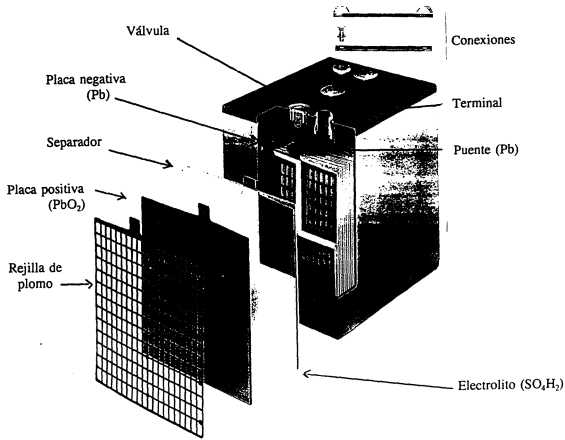 Válvula
Conexiones
Placa negativa
(Pb)
Terminal
Separador
Puente (Pb)
Placa positiva
(PbO₂)
Rejilla de
plomo
Electrolito (SO₄H₂)